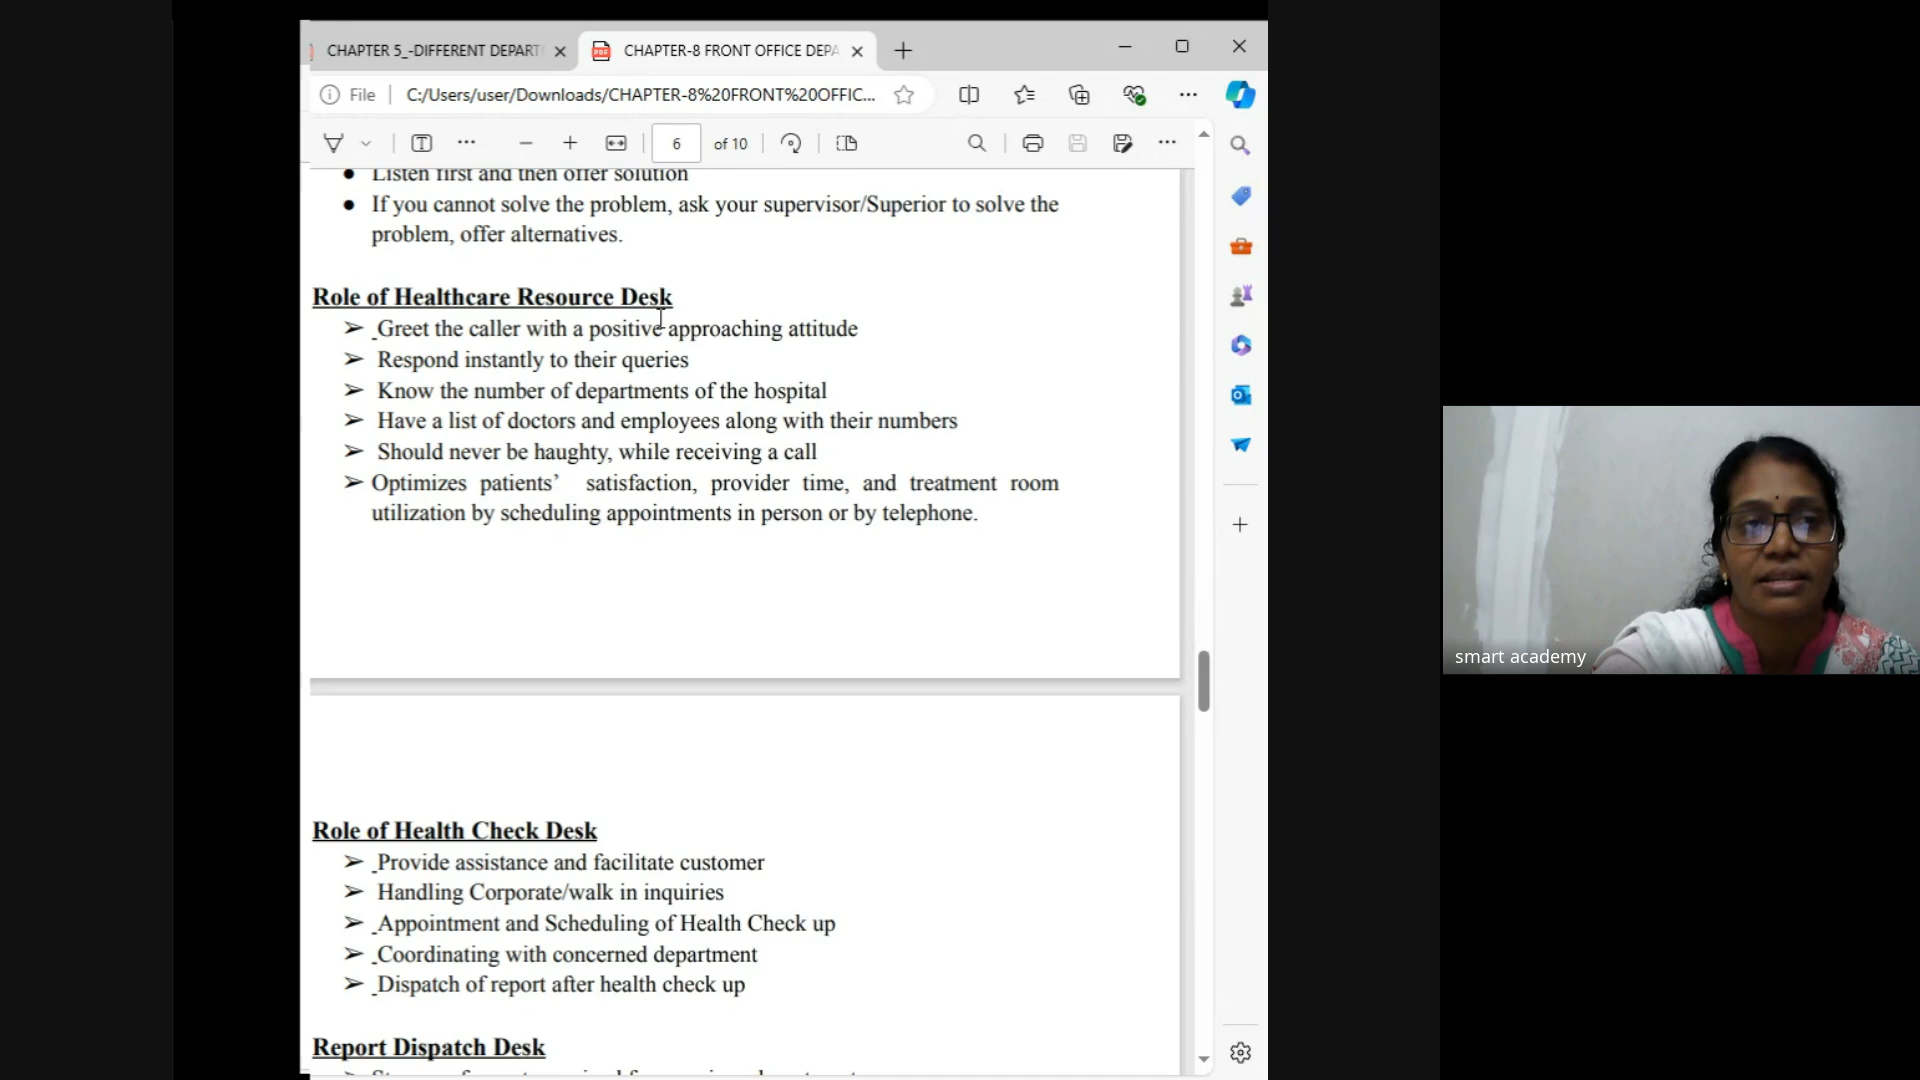 CHAPTER 5_-DIFFERENT DEPART
CHAPTER-8 FRONT OFFICE DEPA
File
C:/Users/user/Downloads/CHAPTER-8%20FRONT%20OFFIC...
6 of 10
● Listen first and then offer solution
● If you cannot solve the problem, ask your supervisor/Superior to solve the
problem, offer alternatives.
Role of Healthcare Resource Desk
➢ Greet the caller with a positive approaching attitude
➢ Respond instantly to their queries
➢ Know the number of departments of the hospital
➢ Have a list of doctors and employees along with their numbers
➢ Should never be haughty, while receiving a call
➢ Optimizes patients’ satisfaction, provider time, and treatment room
utilization by scheduling appointments in person or by telephone.
Role of Health Check Desk
➢ Provide assistance and facilitate customer
➢ Handling Corporate/walk in inquiries
➢ Appointment and Scheduling of Health Check up
➢ Coordinating with concerned department
➢ Dispatch of report after health check up
Report Dispatch Desk
smart academy